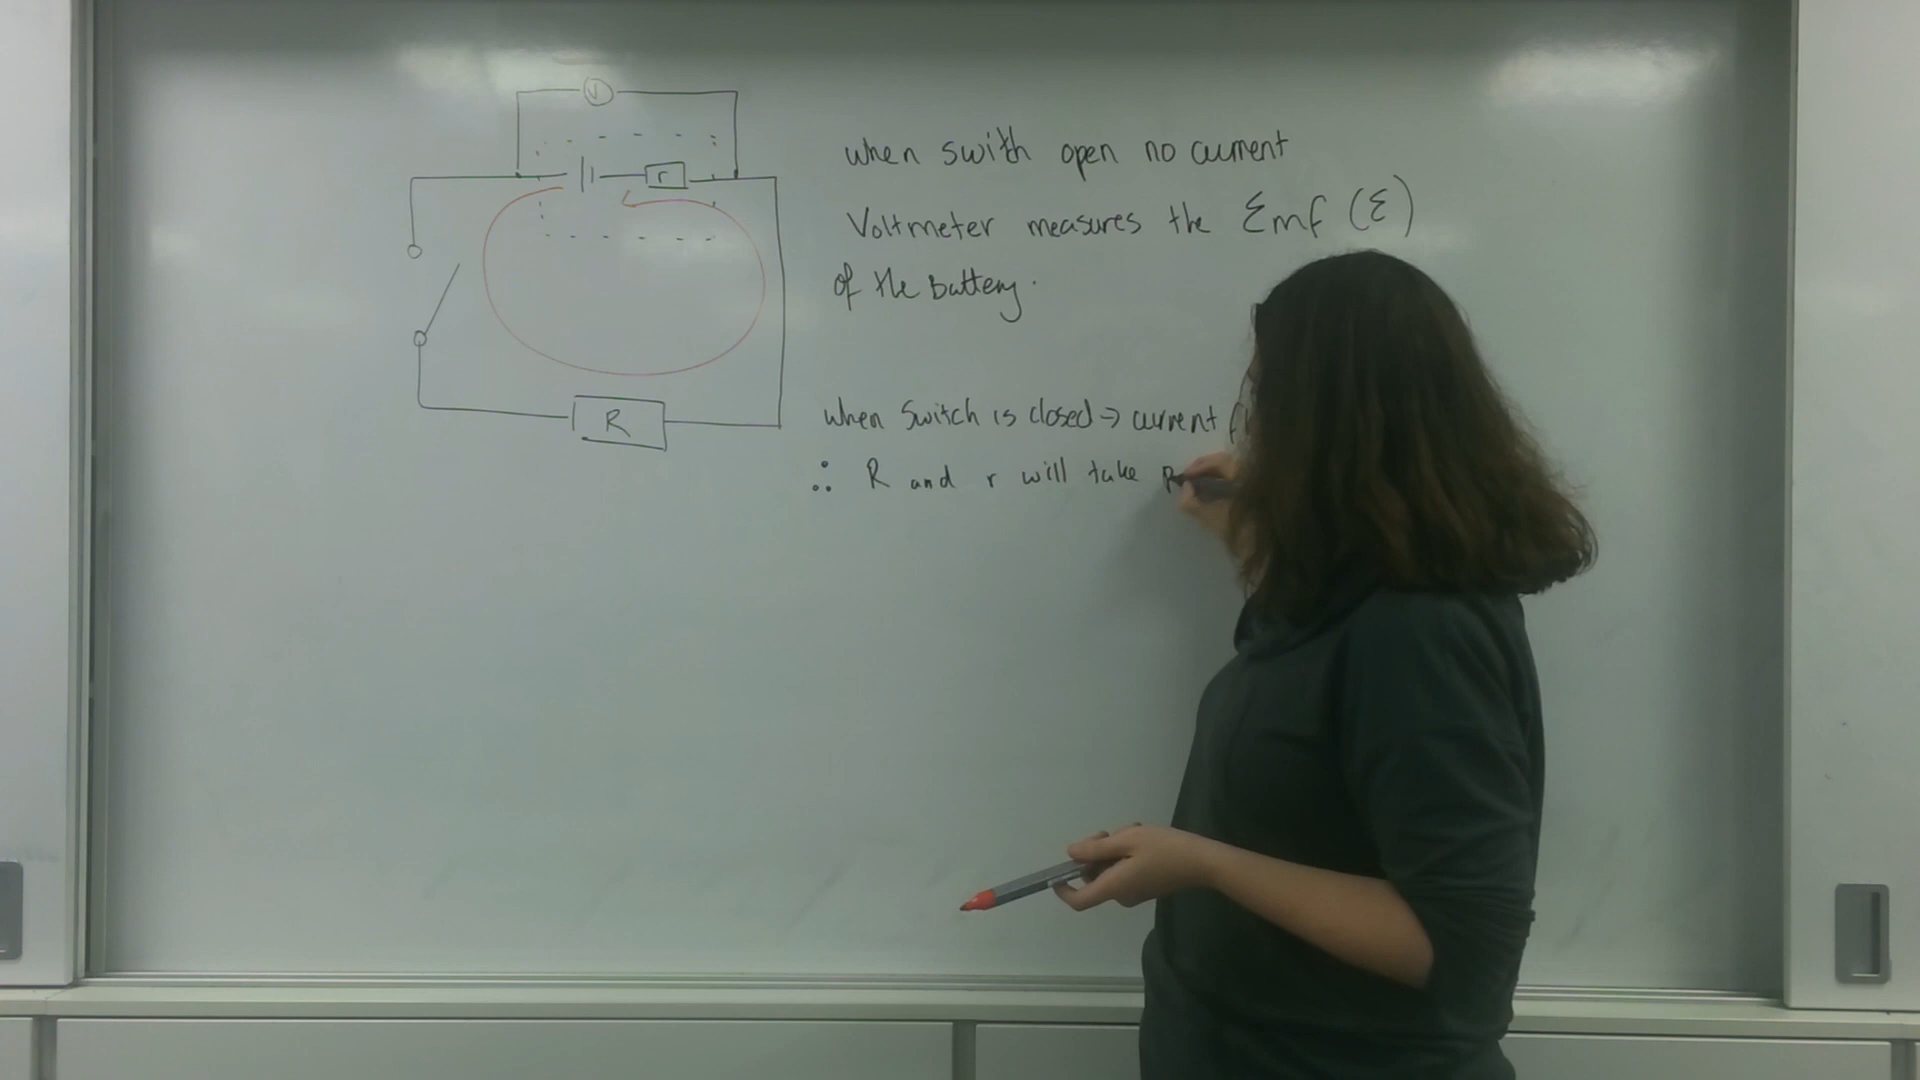 V
r
R
when swith open no current
Voltmeter measures the Emf (ε)
of the Battery.
when Switch is closed → current
∴ R and r will take